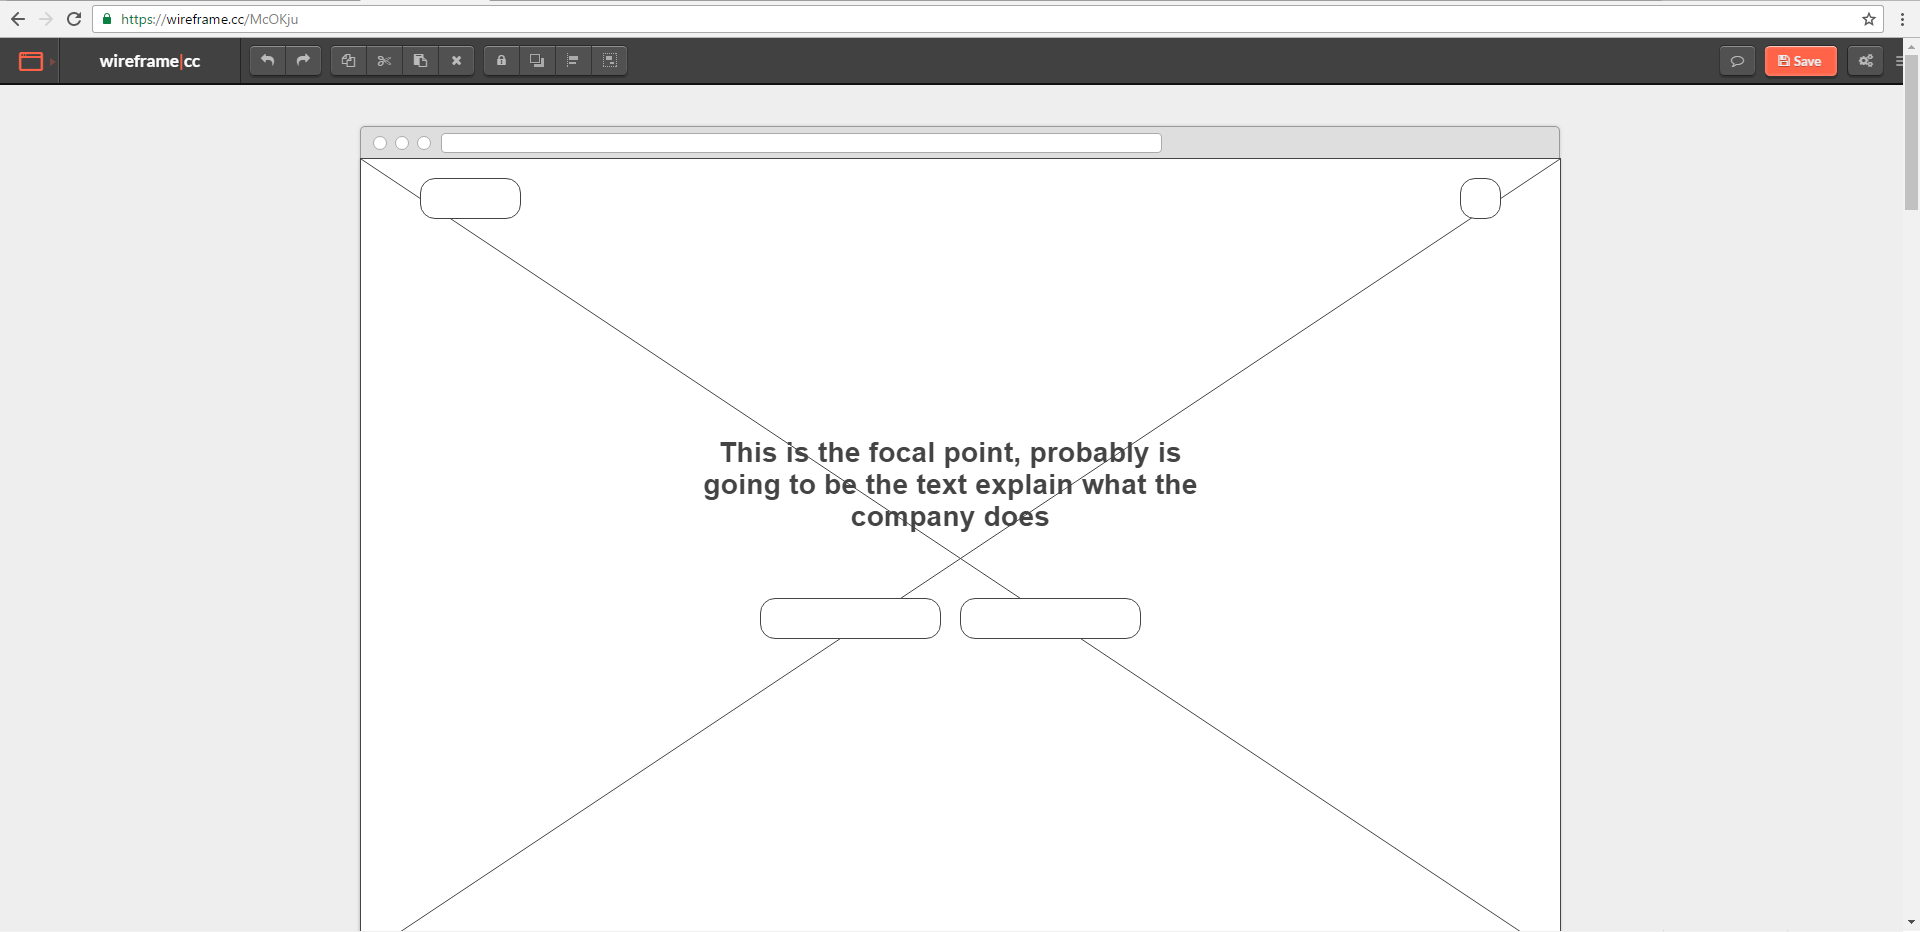 https://wireframe.cc/McOKju
wireframe|cc
Save
This is the focal point, probably is
going to be the text explain what the
company does